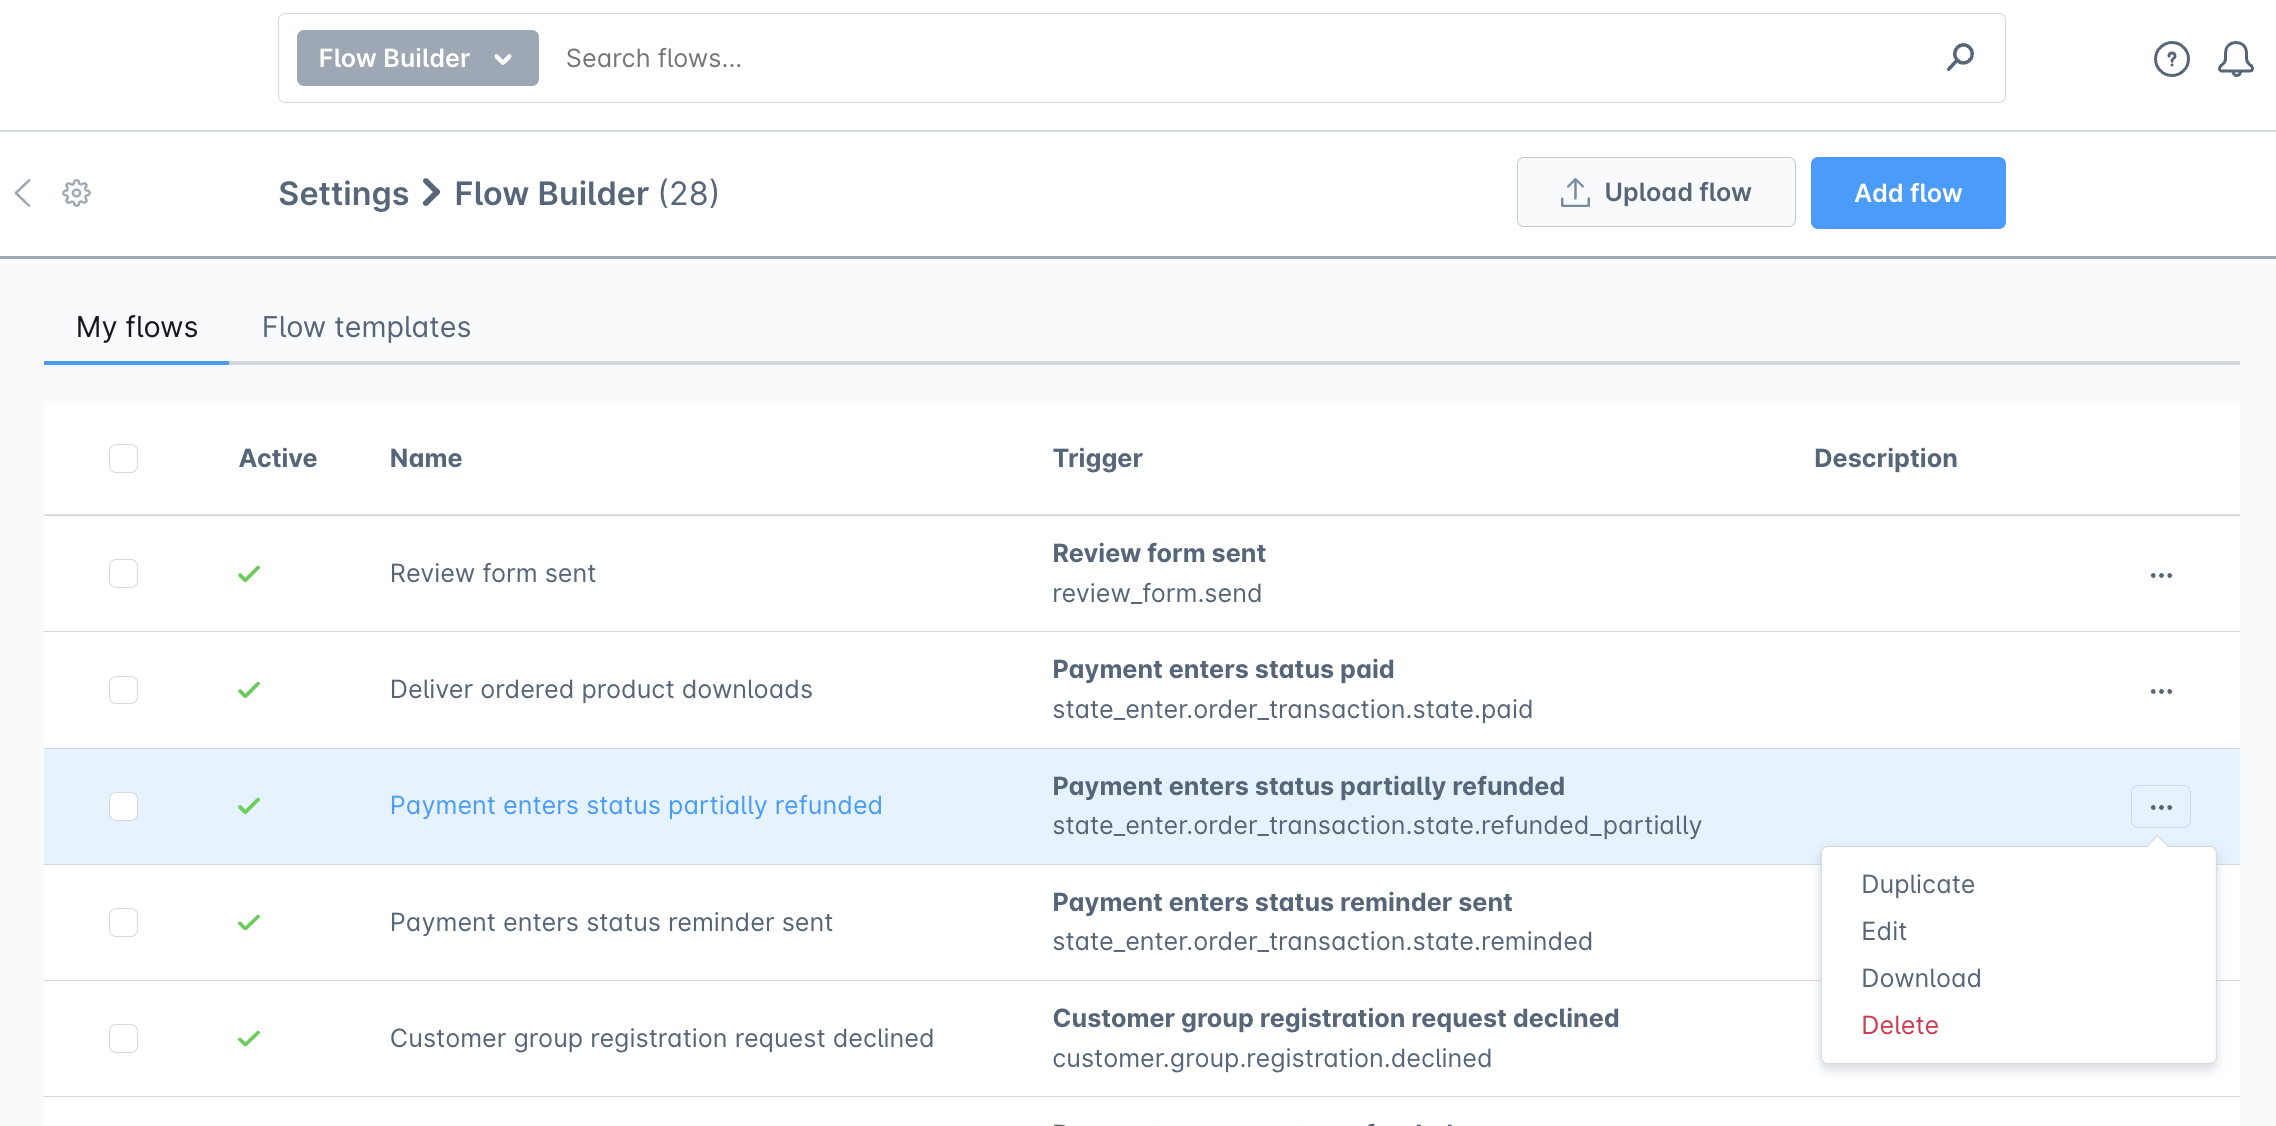 Flow Builder Search flows...
Settings Flow Builder (28)
Upload flow
Add flow
My flows
Flow templates
Active Name Trigger Description
Review form sent
Review form sent
review_form.send
Deliver ordered product downloads
Payment enters status paid
state_enter.order_transaction.state.paid
Payment enters status partially refunded
Payment enters status partially refunded
state_enter.order_transaction.state.refunded_partially
Payment enters status reminder sent
Payment enters status reminder sent
state_enter.order_transaction.state.reminded
Customer group registration request declined
Customer group registration request declined
customer.group.registration.declined
Duplicate
Edit
Download
Delete